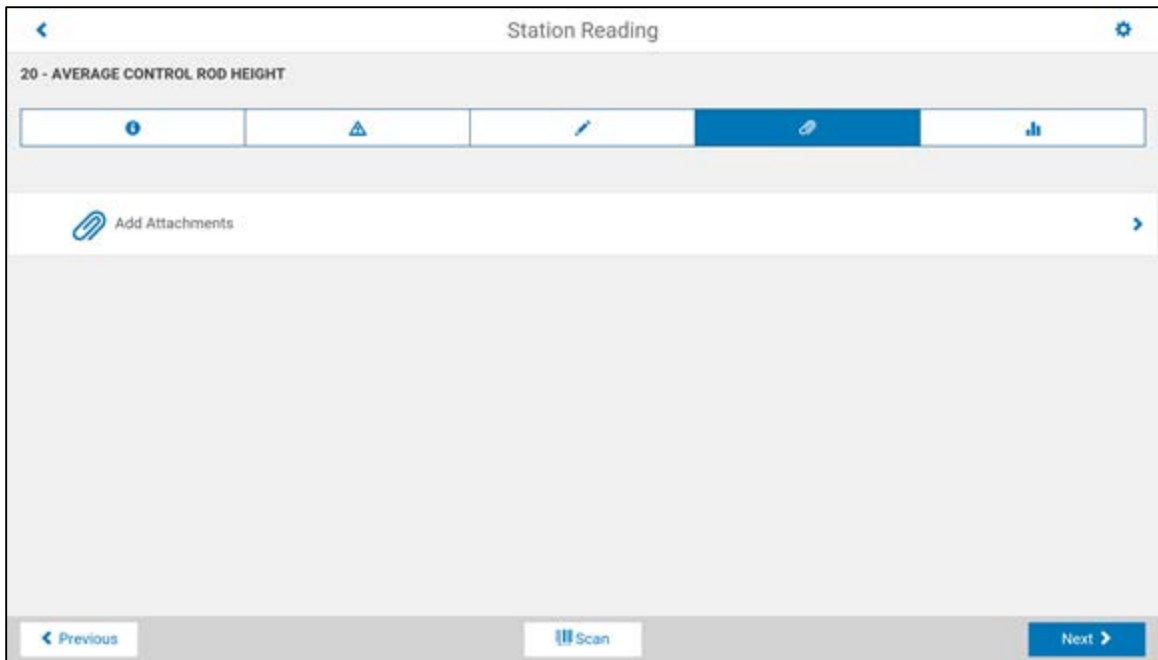 Station Reading
20 - AVERAGE CONTROL ROD HEIGHT
Add Attachments
Previous
Scan
Next